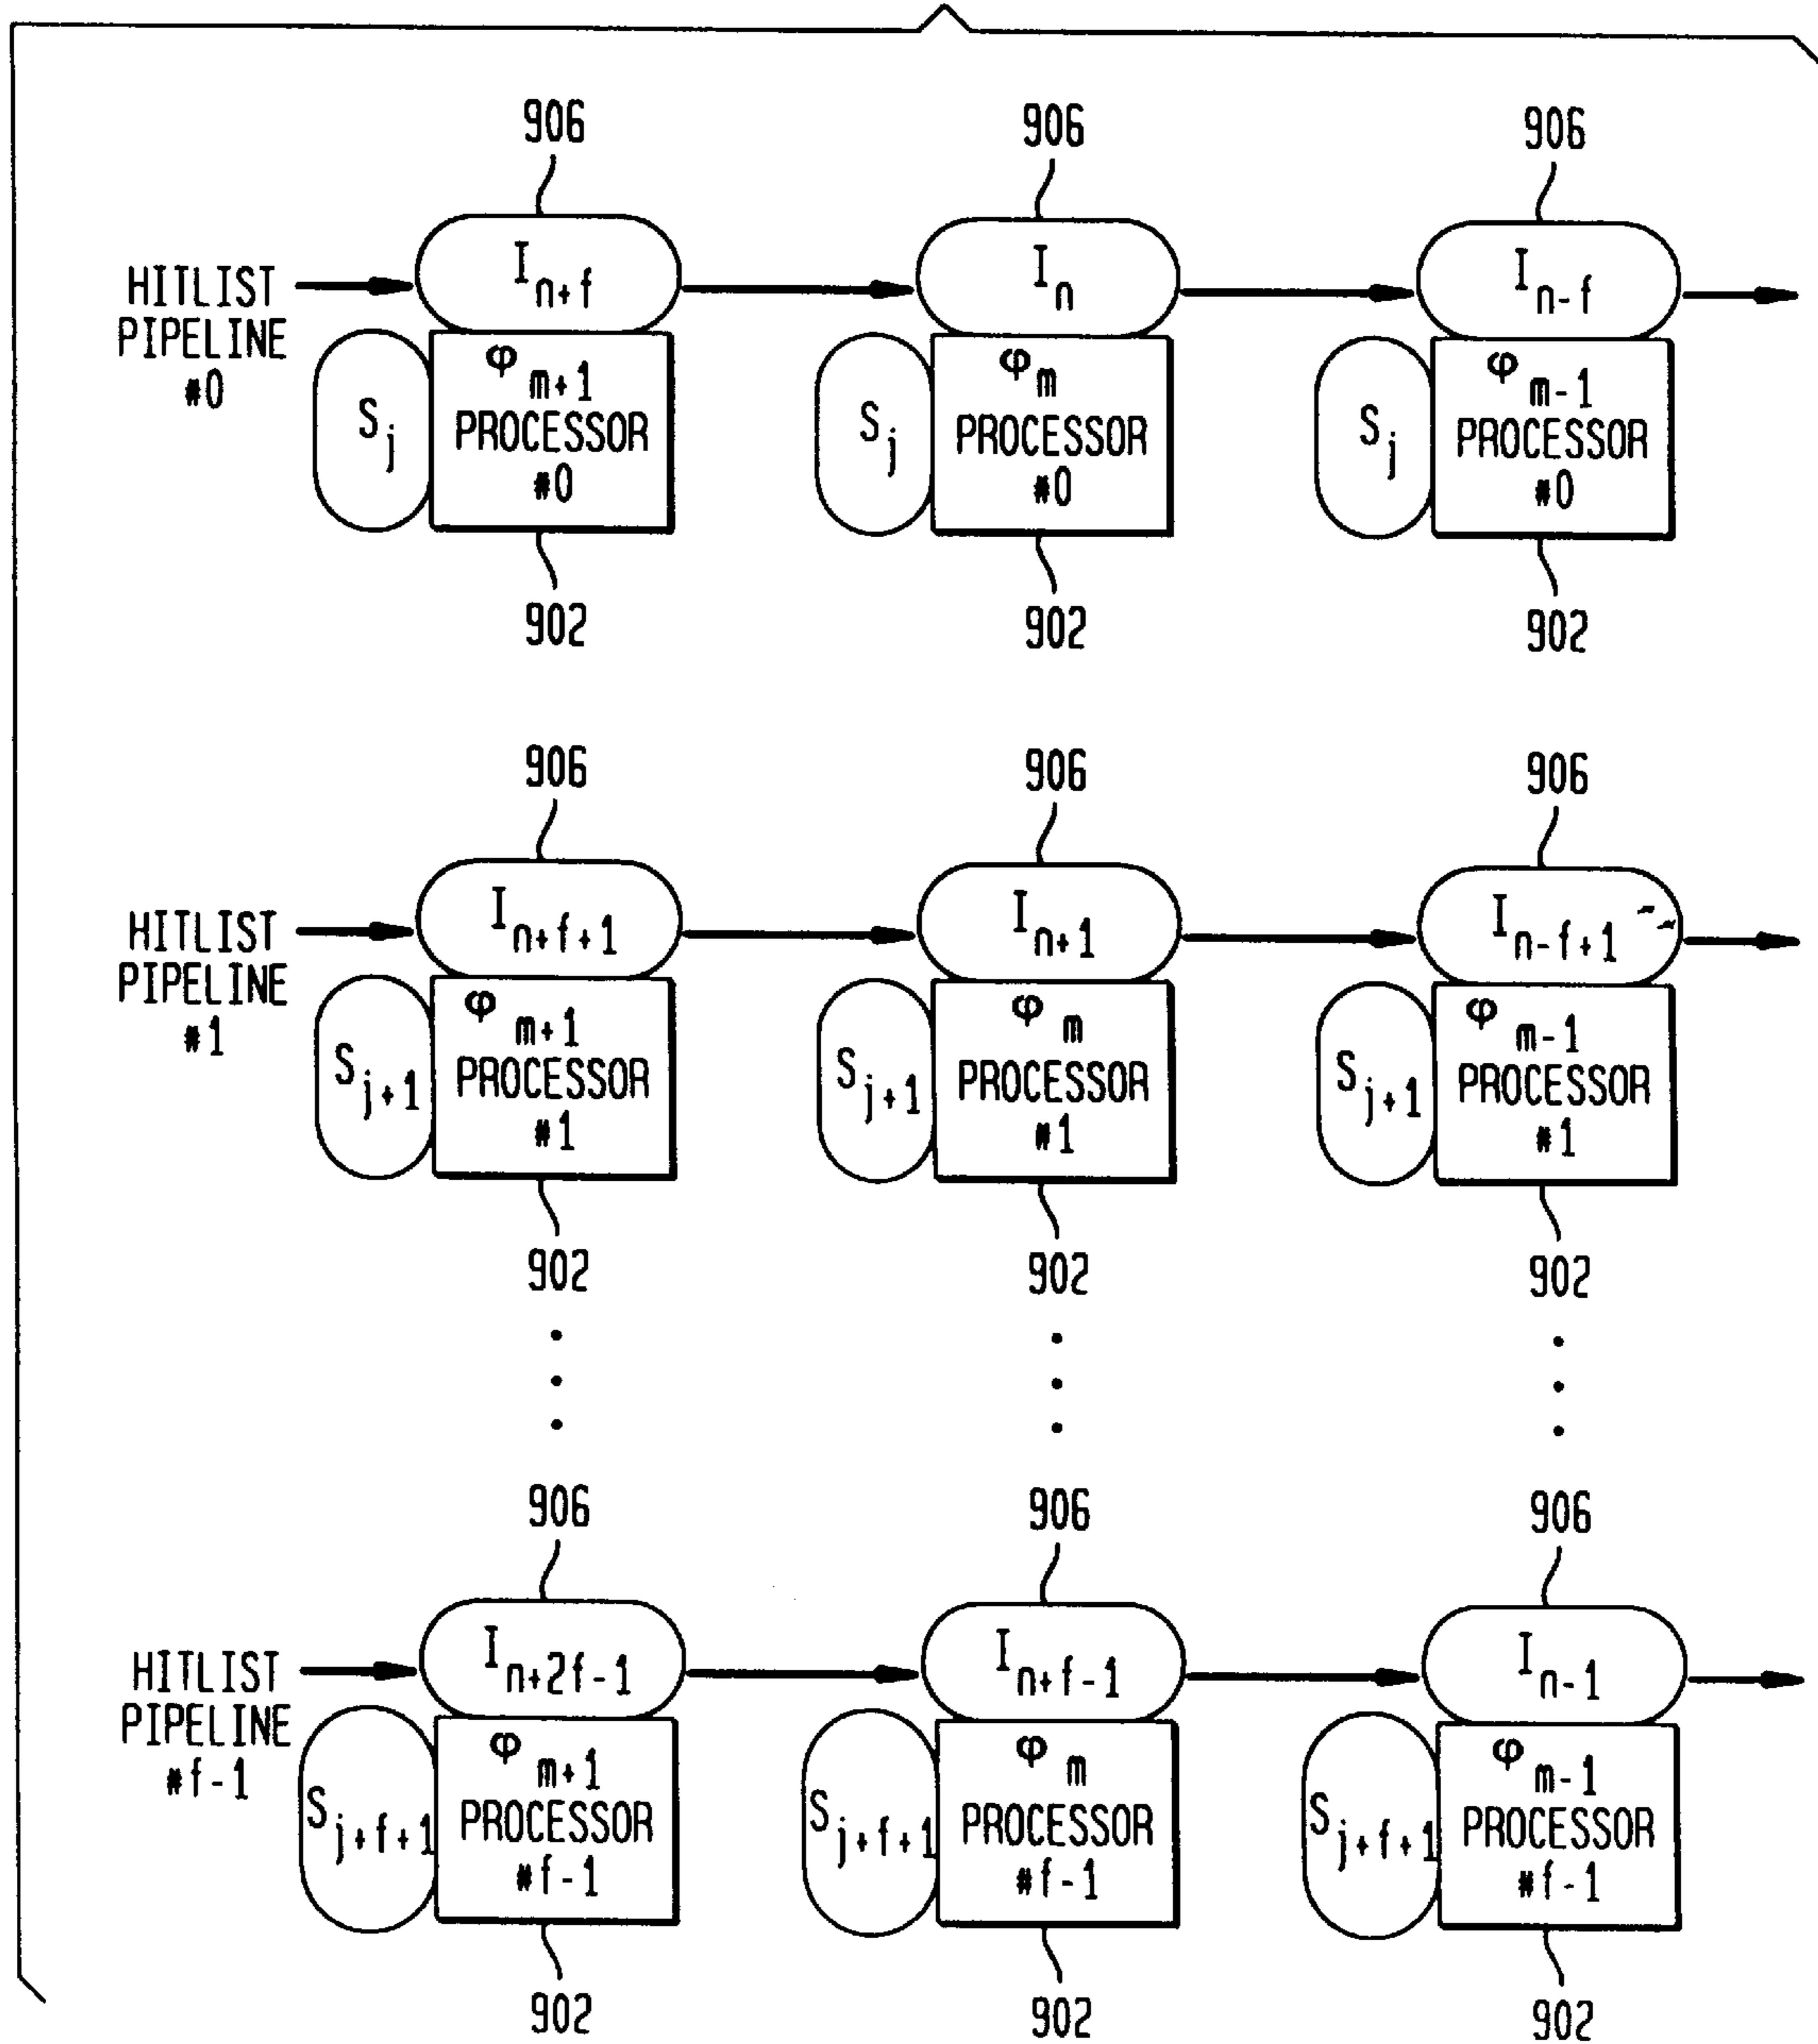 906 906 906
HITLIST PIPELINE #0
I n+f I n I n-f
S j φ m+1 PROCESSOR #0
S j φ m PROCESSOR #0
S j φ m-1 PROCESSOR #0
902 902 902
906 906 906
HITLIST PIPELINE #1
I n+f+1 I n+1 I n-f+1
S j+1 φ m+1 PROCESSOR #1
S j+1 φ m PROCESSOR #1
S j+1 φ m-1 PROCESSOR #1
902 902 902
906 906 906
HITLIST PIPELINE #f-1
I n+2f-1 I n+f-1 I n-1
S j+f+1 φ m+1 PROCESSOR #f-1
S j+f+1 φ m PROCESSOR #f-1
S j+f+1 φ m-1 PROCESSOR #f-1
902 902 902